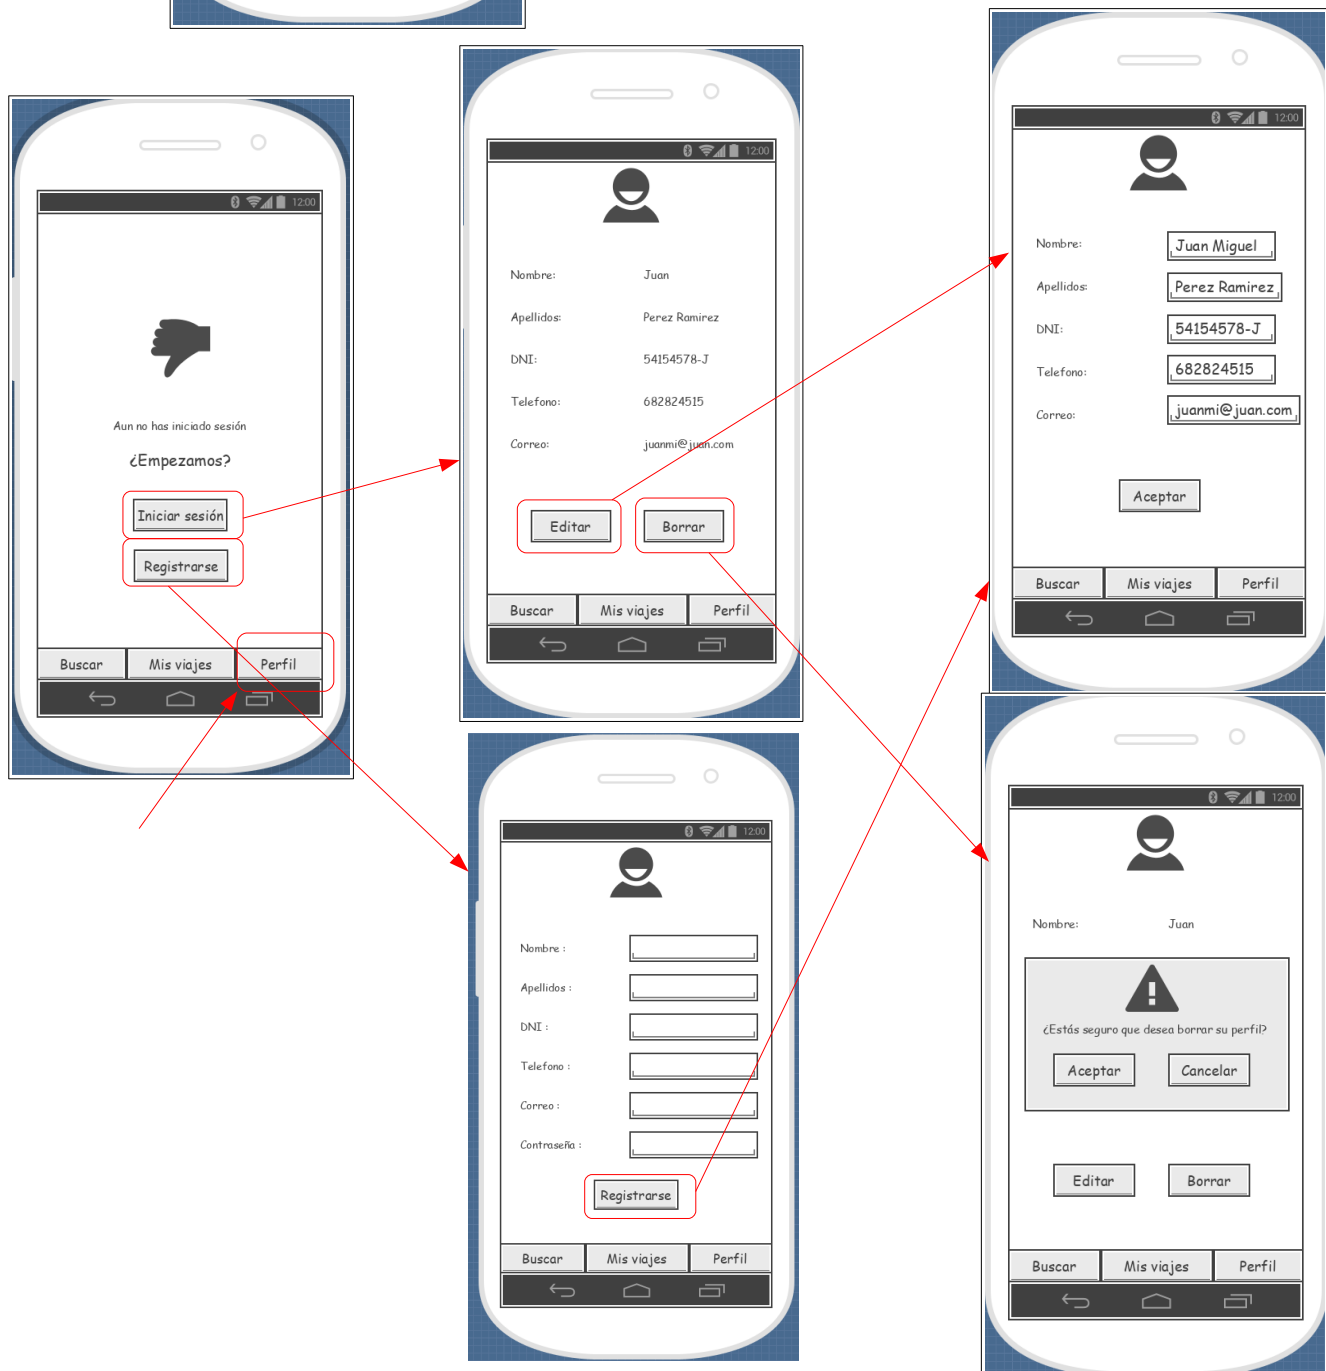 12:00
Aun no has iniciado sesión
¿Empezamos?
Iniciar sesión
Registrarse
Buscar Mis viajes Perfil
12:00
Nombre: Juan
Apellidos: Perez Ramirez
DNI: 54154578-J
Telefono: 682824515
Correo: juanmi@juan.com
Editar Borrar
Buscar Mis viajes Perfil
12:00
Nombre: Juan Miguel
Apellidos: Perez Ramirez
DNI: 54154578-J
Telefono: 682824515
Correo: juanmi@juan.com
Aceptar
Buscar Mis viajes Perfil
12:00
Nombre :
Apellidos :
DNI :
Telefono :
Correo :
Contraseña :
Registrarse
Buscar Mis viajes Perfil
12:00
Nombre: Juan
¿Estás seguro que desea borrar su perfil?
Aceptar Cancelar
Editar Borrar
Buscar Mis viajes Perfil